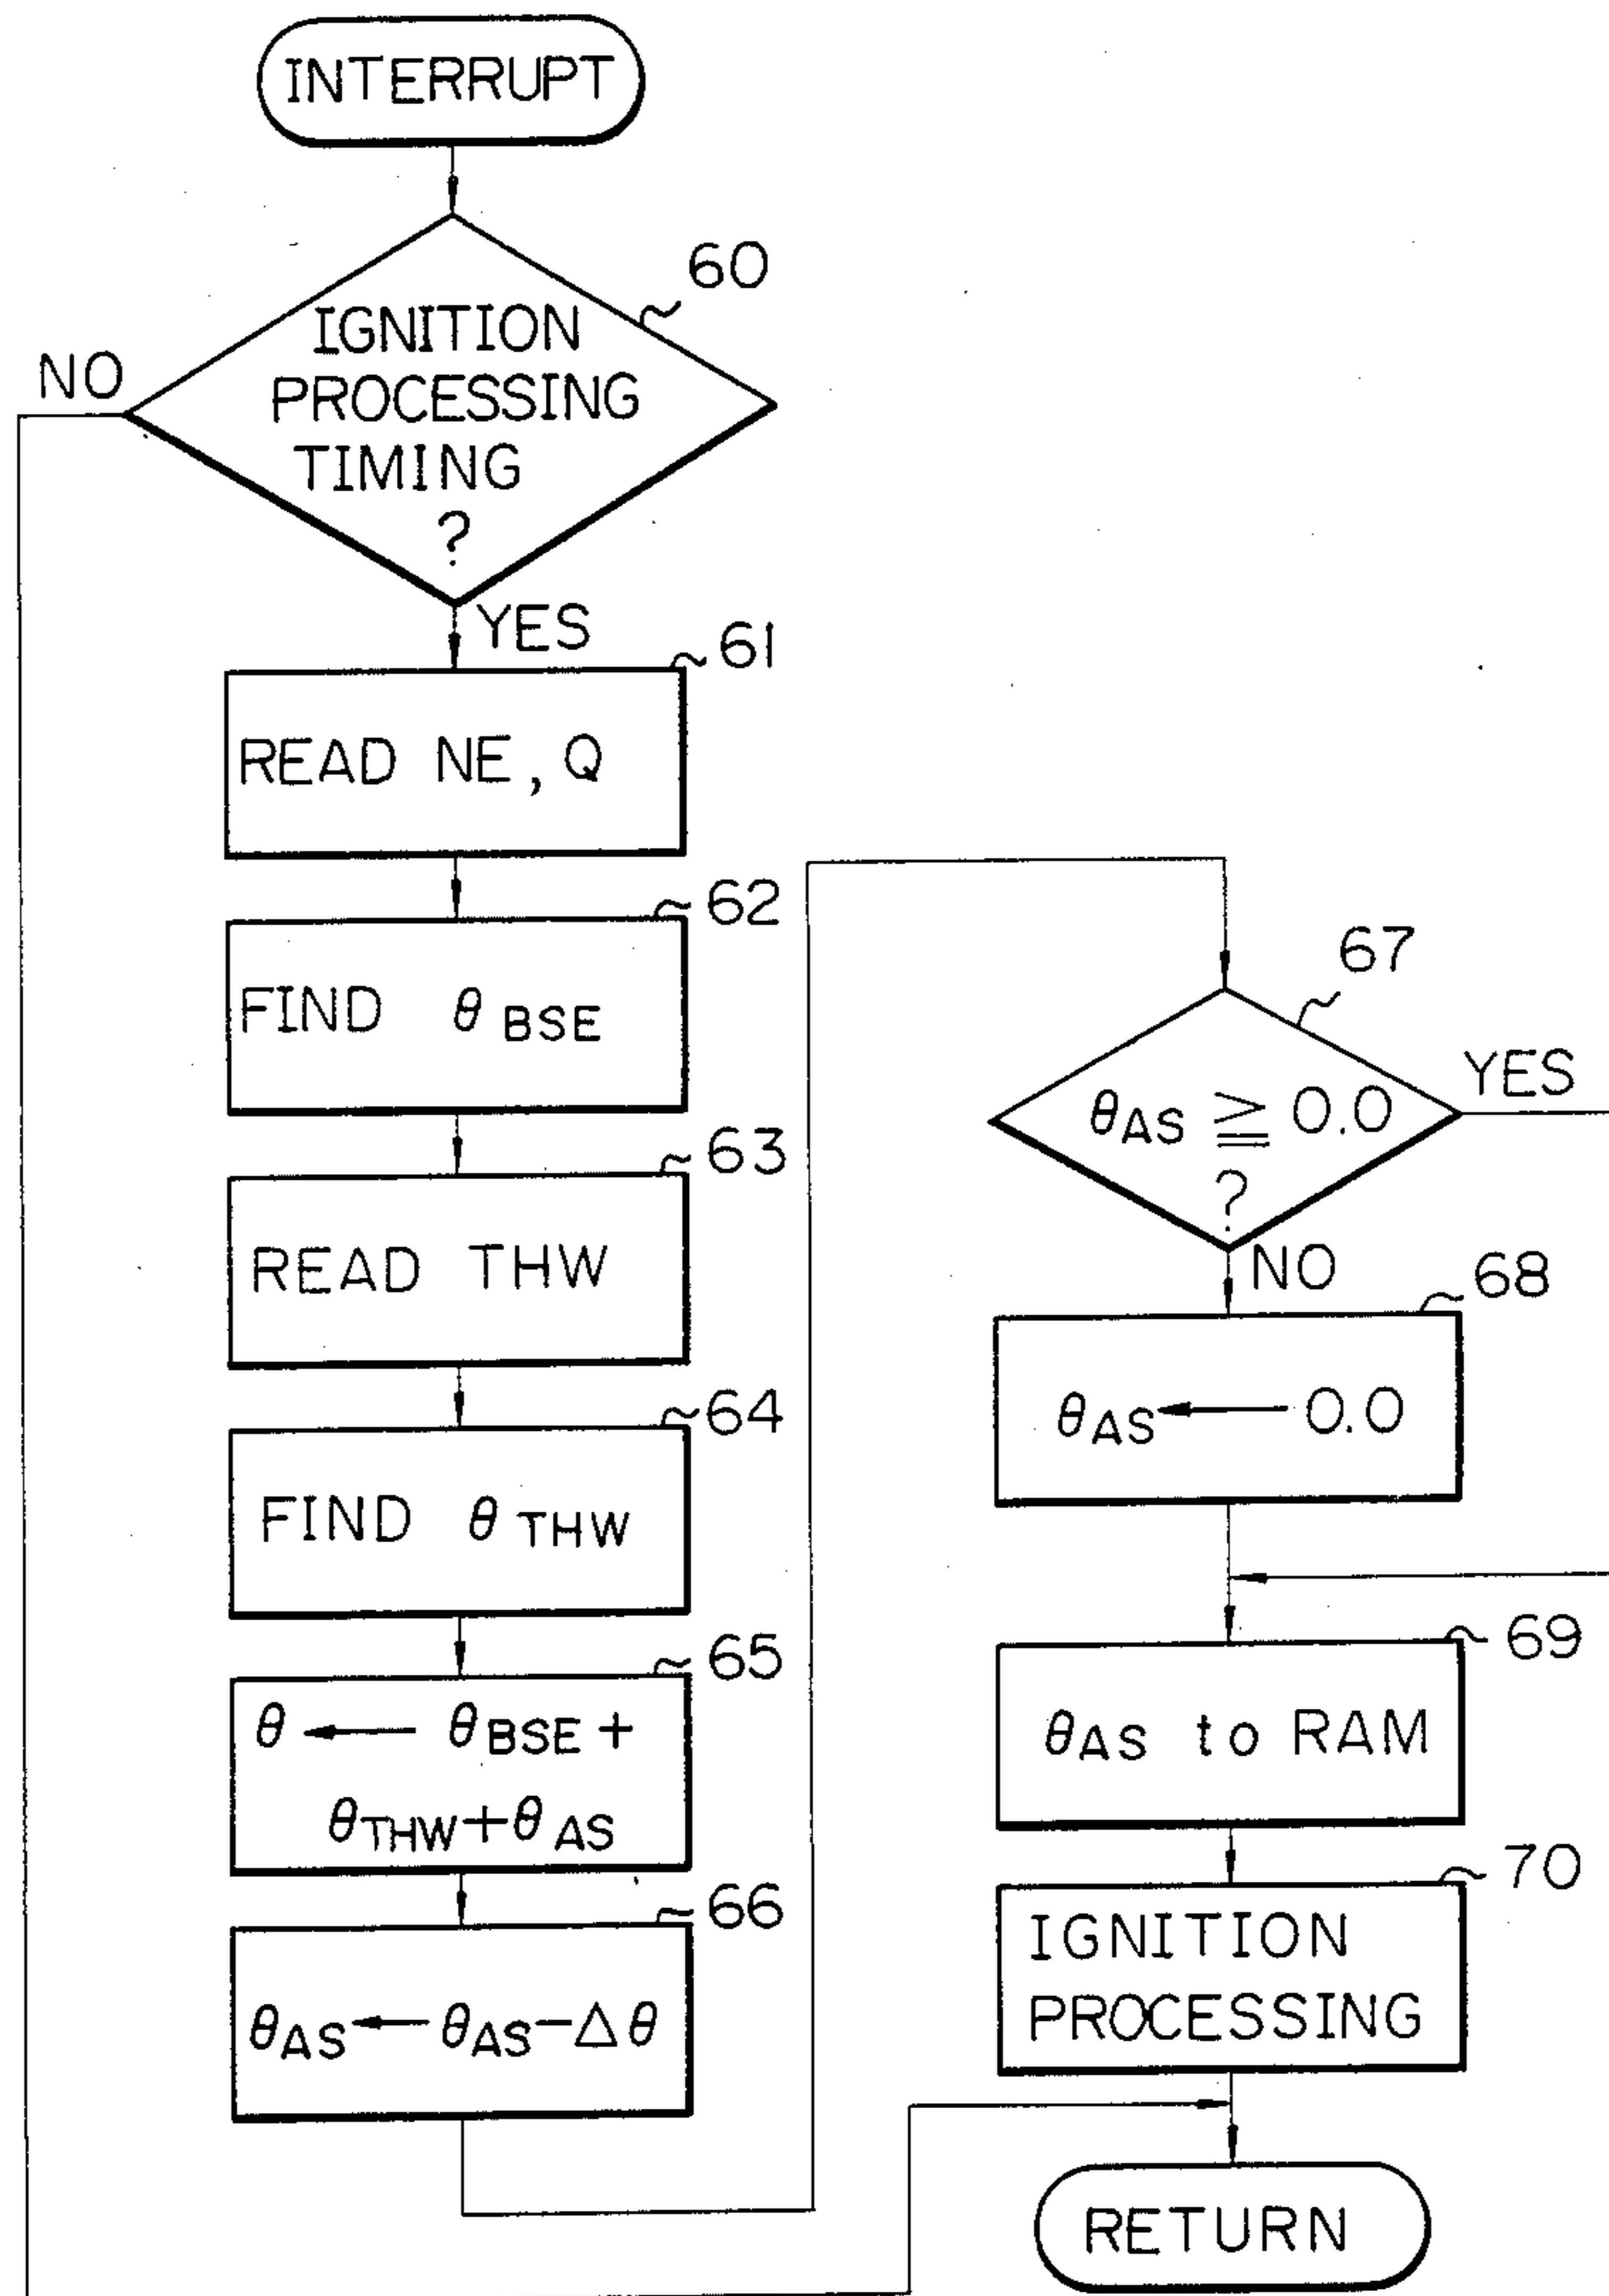 INTERRUPT
60
IGNITION
PROCESSING
TIMING
?
NO
YES
61
READ NE, Q
62
FIND θBSE
63
READ THW
64
FIND θTHW
65
θ ← θBSE +
θTHW + θAS
66
θAS ← θAS − Δθ
67
θAS ≧ 0.0
?
YES
NO
68
θAS ← 0.0
69
θAS to RAM
70
IGNITION
PROCESSING
RETURN